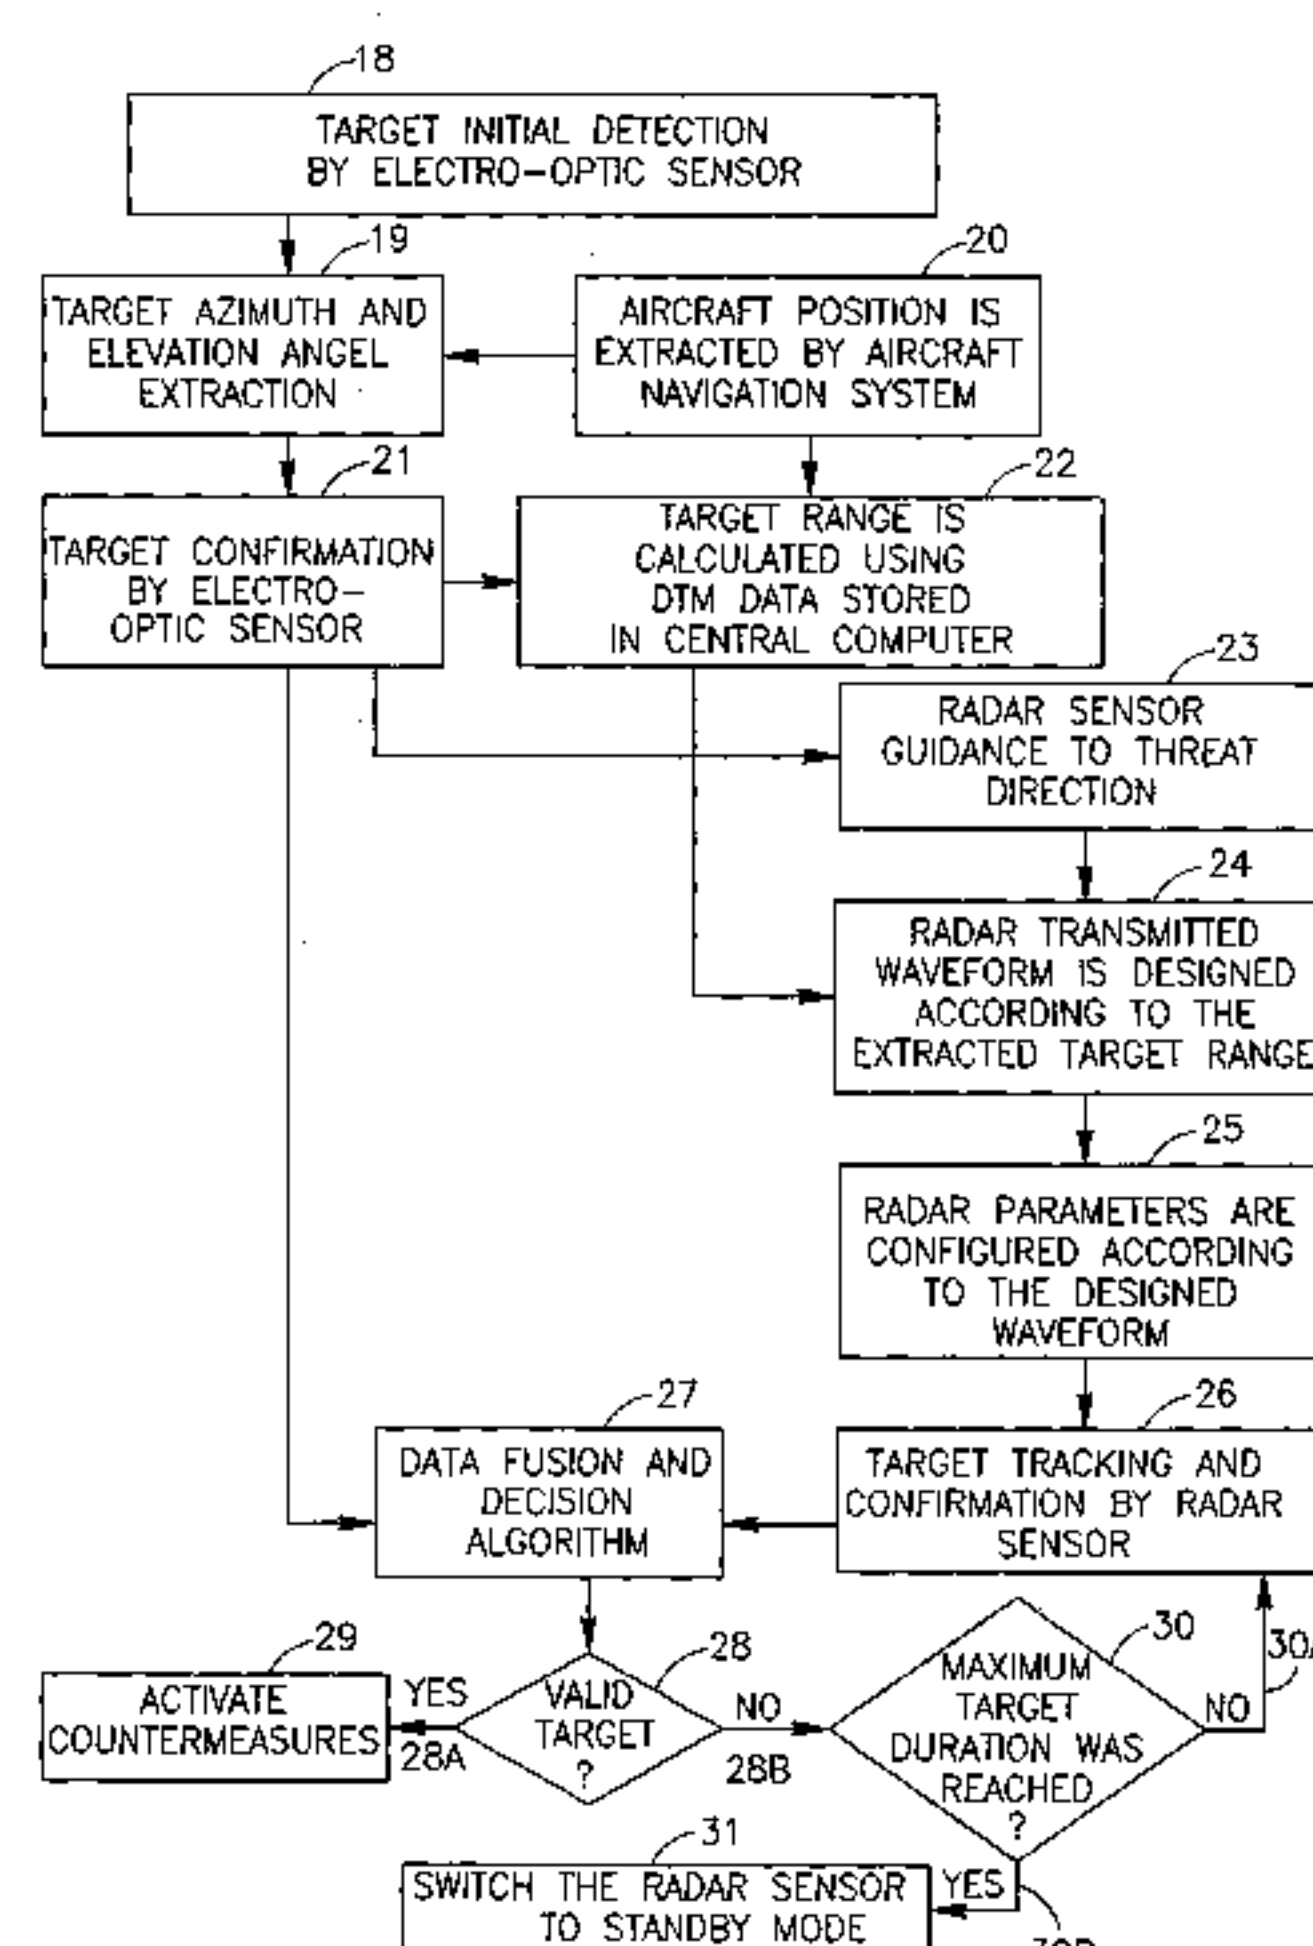 18
TARGET INITIAL DETECTION
BY ELECTRO-OPTIC SENSOR
19
TARGET AZIMUTH AND
ELEVATION ANGEL
EXTRACTION
20
AIRCRAFT POSITION IS
EXTRACTED BY AIRCRAFT
NAVIGATION SYSTEM
21
TARGET CONFIRMATION
BY ELECTRO-
OPTIC SENSOR
22
TARGET RANGE IS
CALCULATED USING
DTM DATA STORED
IN CENTRAL COMPUTER
23
RADAR SENSOR
GUIDANCE TO THREAT
DIRECTION
24
RADAR TRANSMITTED
WAVEFORM IS DESIGNED
ACCORDING TO THE
EXTRACTED TARGET RANGE
25
RADAR PARAMETERS ARE
CONFIGURED ACCORDING
TO THE DESIGNED
WAVEFORM
26
TARGET TRACKING AND
CONFIRMATION BY RADAR
SENSOR
27
DATA FUSION AND
DECISION
ALGORITHM
28
VALID
TARGET
?
YES
28A
29
ACTIVATE
COUNTERMEASURES
NO
28B
30
MAXIMUM
TARGET
DURATION WAS
REACHED
?
NO
30A
YES
31
SWITCH THE RADAR SENSOR
TO STANDBY MODE